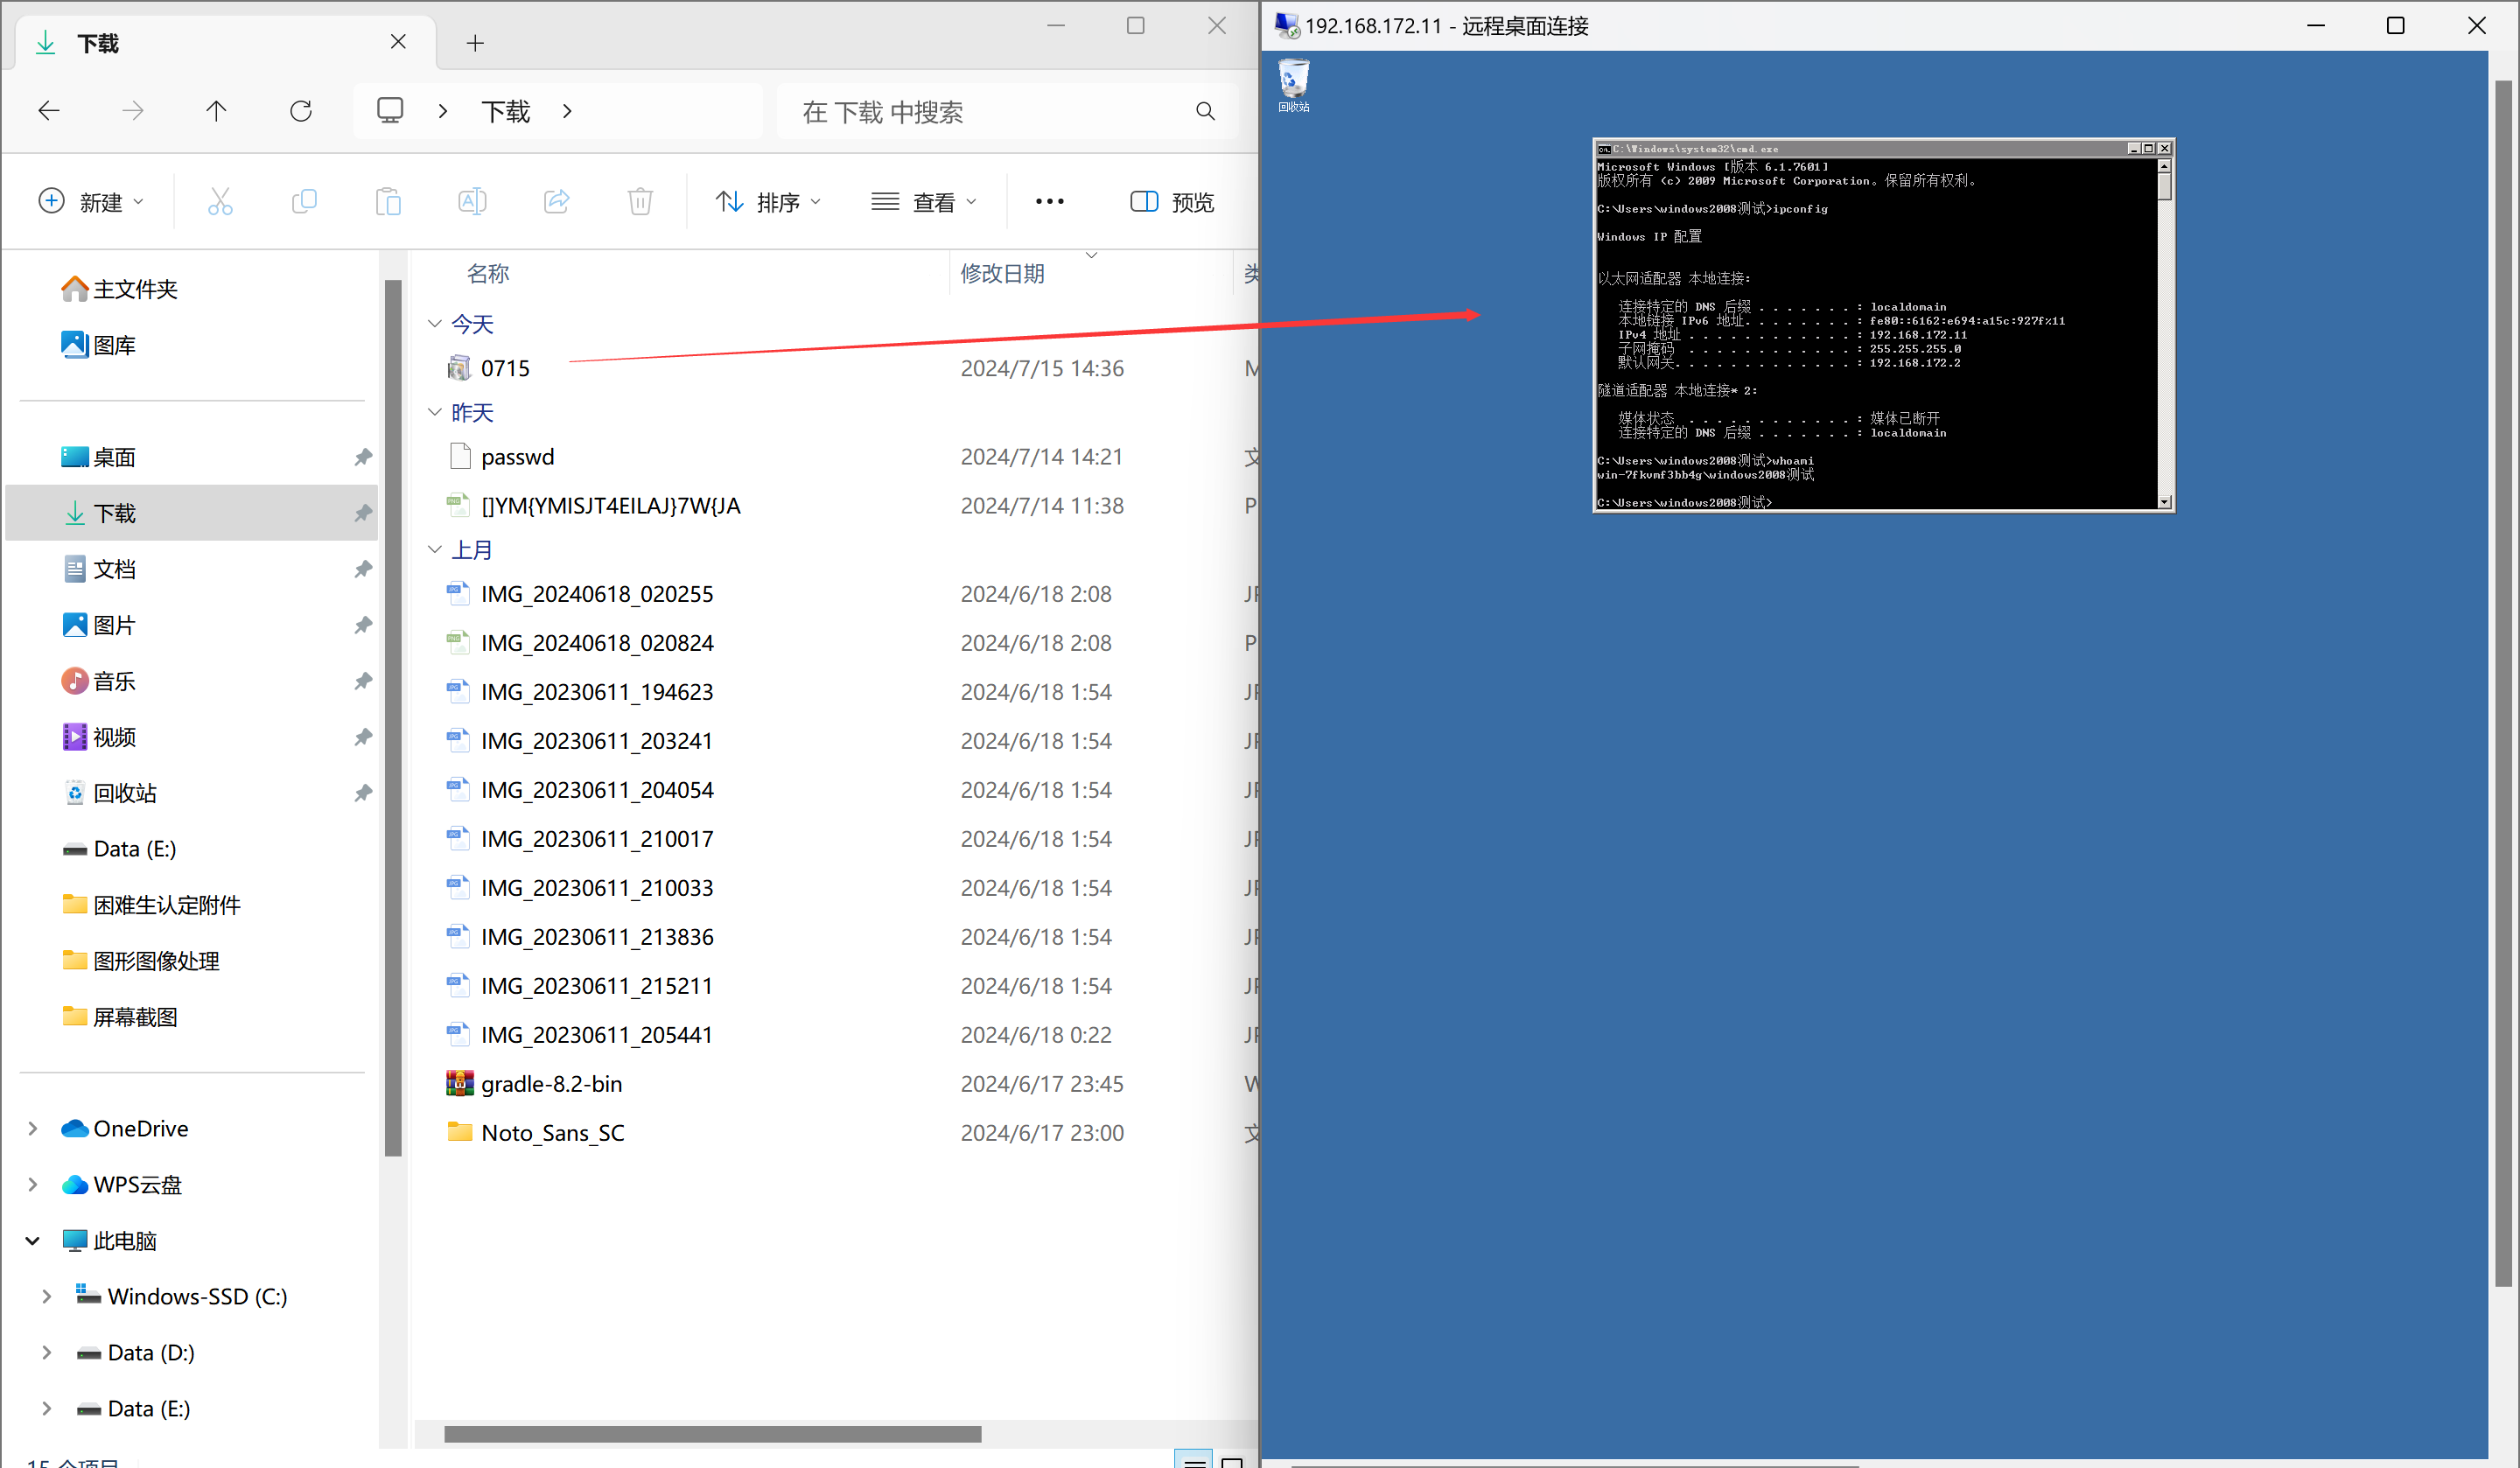 下载
下载
在 下载 中搜索
新建
排序
查看
预览
主文件夹
图库
桌面
下载
文档
图片
音乐
视频
回收站
Data (E:)
困难生认定附件
图形图像处理
屏幕截图
OneDrive
WPS云盘
此电脑
Windows-SSD (C:)
Data (D:)
Data (E:)
15 个项目
名称 修改日期 类
今天
0715 2024/7/15 14:36 M
昨天
passwd 2024/7/14 14:21 文
[]YM{YMISJT4EILAJ}7W{JA 2024/7/14 11:38 P
上月
IMG_20240618_020255 2024/6/18 2:08 JP
IMG_20240618_020824 2024/6/18 2:08 P
IMG_20230611_194623 2024/6/18 1:54 JP
IMG_20230611_203241 2024/6/18 1:54 JP
IMG_20230611_204054 2024/6/18 1:54 JP
IMG_20230611_210017 2024/6/18 1:54 JP
IMG_20230611_210033 2024/6/18 1:54 JP
IMG_20230611_213836 2024/6/18 1:54 JP
IMG_20230611_215211 2024/6/18 1:54 JP
IMG_20230611_205441 2024/6/18 0:22 JP
gradle-8.2-bin 2024/6/17 23:45 W
Noto_Sans_SC 2024/6/17 23:00 文
192.168.172.11 - 远程桌面连接
回收站
C:\Windows\system32\cmd.exe
Microsoft Windows [版本 6.1.7601]
版权所有 (c) 2009 Microsoft Corporation。保留所有权利。
C:\Users\windows2008测试>ipconfig
Windows IP 配置
以太网适配器 本地连接:
连接特定的 DNS 后缀 . . . . . . . : localdomain
本地链接 IPv6 地址. . . . . . . . : fe80::6162:e694:a15c:927f%11
IPv4 地址 . . . . . . . . . . . . : 192.168.172.11
子网掩码 . . . . . . . . . . . . : 255.255.255.0
默认网关. . . . . . . . . . . . . : 192.168.172.2
隧道适配器 本地连接* 2:
媒体状态 . . . . . . . . . . . . : 媒体已断开
连接特定的 DNS 后缀 . . . . . . . : localdomain
C:\Users\windows2008测试>whoami
win-7fkvmf3bb4g\windows2008测试
C:\Users\windows2008测试>